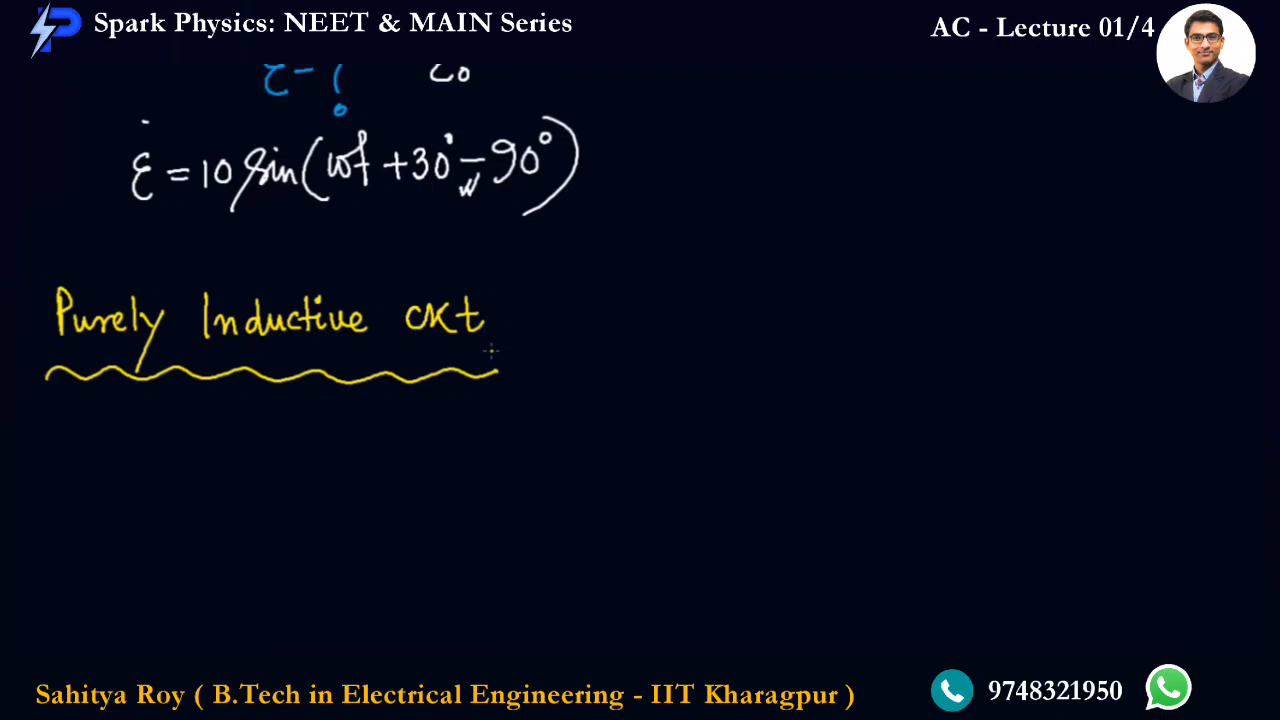 Spark Physics: NEET & MAIN Series
AC - Lecture 01/4
ε = 10 sin(ωt + 30° - 90°)
Purely Inductive ckt
Sahitya Roy ( B.Tech in Electrical Engineering - IIT Kharagpur )
9748321950